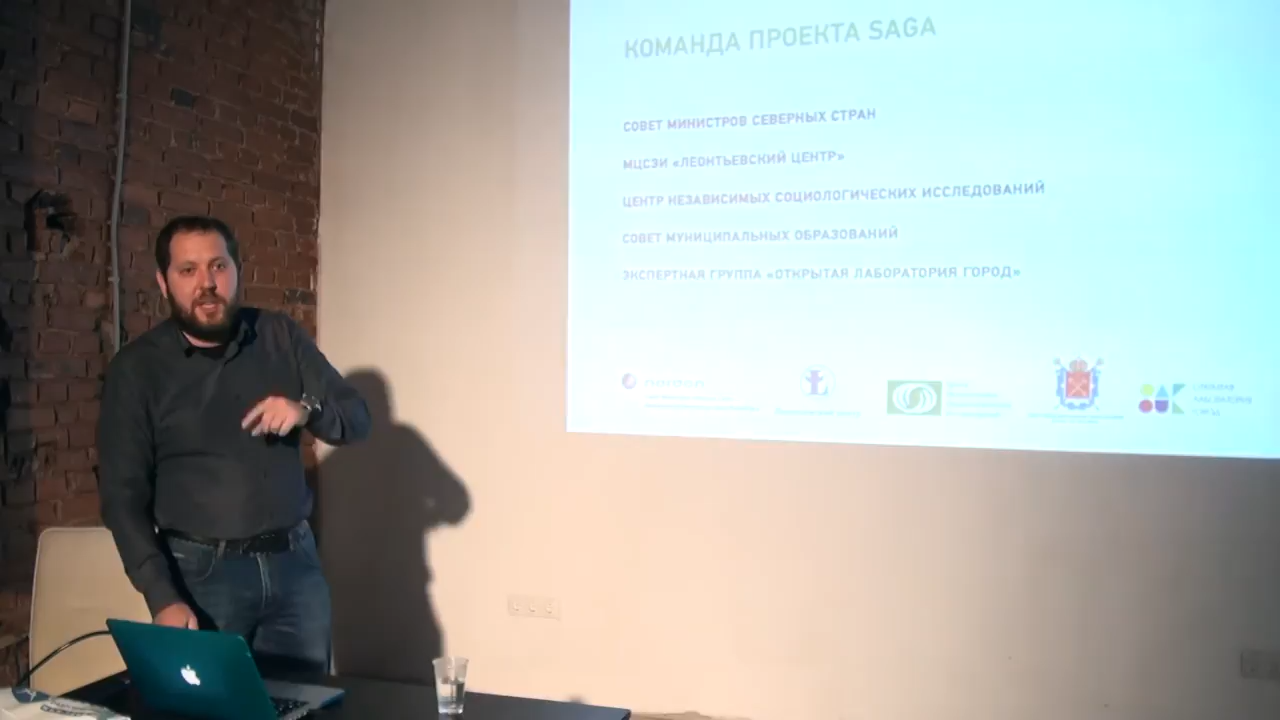 КОМАНДА ПРОЕКТА SAGA
СОВЕТ МИНИСТРОВ СЕВЕРНЫХ СТРАН
МЦСЭИ «ЛЕОНТЬЕВСКИЙ ЦЕНТР»
ЦЕНТР НЕЗАВИСИМЫХ СОЦИОЛОГИЧЕСКИХ ИССЛЕДОВАНИЙ
СОВЕТ МУНИЦИПАЛЬНЫХ ОБРАЗОВАНИЙ
ЭКСПЕРТНАЯ ГРУППА «ОТКРЫТАЯ ЛАБОРАТОРИЯ ГОРОД»